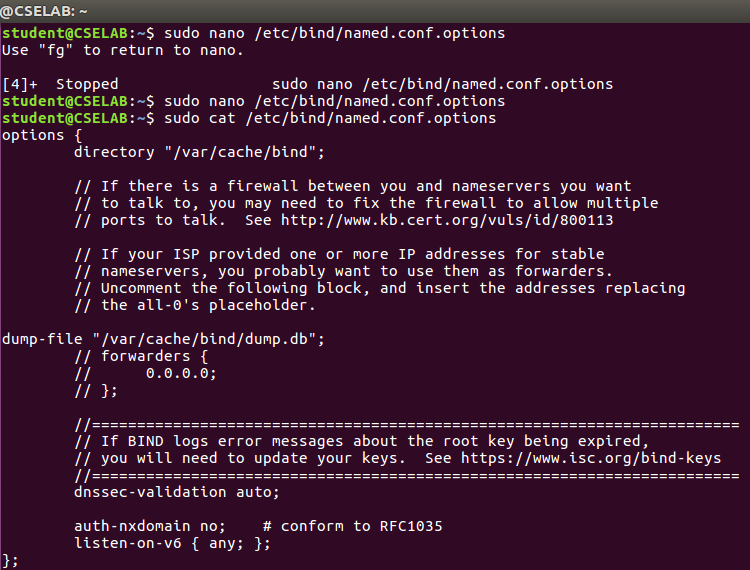 @CSELAB: ~
student@CSELAB:~$ sudo nano /etc/bind/named.conf.options
Use "fg" to return to nano.
[4]+  Stopped                 sudo nano /etc/bind/named.conf.options
student@CSELAB:~$ sudo nano /etc/bind/named.conf.options
student@CSELAB:~$ sudo cat /etc/bind/named.conf.options
options {
        directory "/var/cache/bind";
        // If there is a firewall between you and nameservers you want
        // to talk to, you may need to fix the firewall to allow multiple
        // ports to talk.  See http://www.kb.cert.org/vuls/id/800113
        // If your ISP provided one or more IP addresses for stable
        // nameservers, you probably want to use them as forwarders.
        // Uncomment the following block, and insert the addresses replacing
        // the all-0's placeholder.
dump-file "/var/cache/bind/dump.db";
        // forwarders {
        //      0.0.0.0;
        // };
        //========================================================================
        // If BIND logs error messages about the root key being expired,
        // you will need to update your keys.  See https://www.isc.org/bind-keys
        //========================================================================
        dnssec-validation auto;
        auth-nxdomain no;    # conform to RFC1035
        listen-on-v6 { any; };
};